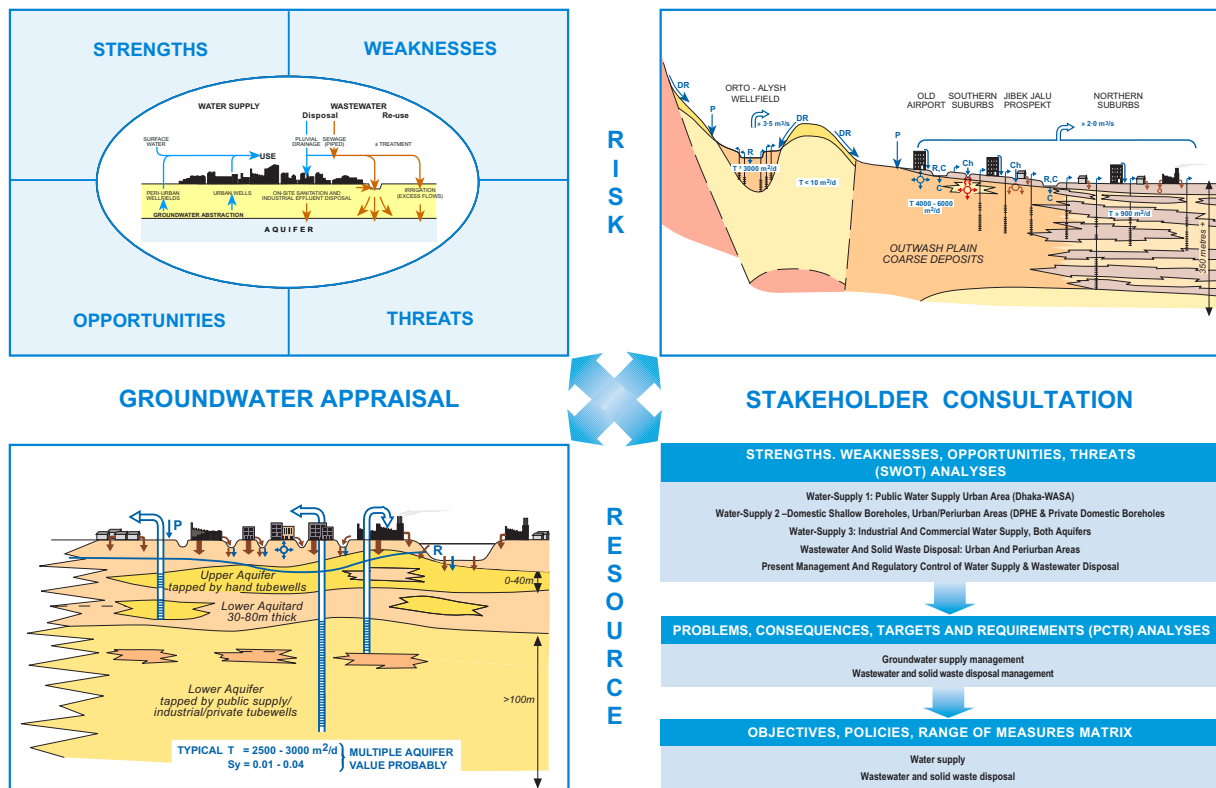 STRENGTHS
WEAKNESSES
WATER SUPPLY
WASTEWATER
Disposal
Re-use
SURFACE
WATER
PLUVIAL
DRAINAGE
SEWAGE
(PIPED)
± TREATMENT
USE
PERI-URBAN
WELLFIELDS
URBAN WELLS
ON-SITE SANITATION AND
INDUSTRIAL EFFLUENT DISPOSAL
IRRIGATION
(EXCESS FLOWS)
GROUNDWATER ABSTRACTION
AQUIFER
OPPORTUNITIES
THREATS
RISK
DR
ORTO - ALYSH
WELLFIELD
OLD
AIRPORT
SOUTHERN
SUBURBS
JIBEK JALU
PROSPEKT
NORTHERN
SUBURBS
P
» 3·5 m³/s
DR
DR
P
» 2·0 m³/s
R
T ³ 3000 m²/d
T < 10 m²/d
R,C
Ch
Ch
R,C
C
C
T 4000 - 6000
m²/d
T » 900 m²/d
OUTWASH PLAIN
COARSE DEPOSITS
350 metres +
GROUNDWATER APPRAISAL
STAKEHOLDER CONSULTATION
RESOURCE
P
R
Upper Aquifer
tapped by hand tubewells
0-40m
Lower Aquitard
30-80m thick
Lower Aquifer
tapped by public supply/
industrial/private tubewells
>100m
TYPICAL T = 2500 - 3000 m²/d
Sy = 0.01 - 0.04
MULTIPLE AQUIFER
VALUE PROBABLY
STRENGTHS. WEAKNESSES, OPPORTUNITIES, THREATS
(SWOT) ANALYSES
Water-Supply 1: Public Water Supply Urban Area (Dhaka-WASA)
Water-Supply 2 –Domestic Shallow Boreholes, Urban/Periurban Areas (DPHE & Private Domestic Boreholes
Water-Supply 3: Industrial And Commercial Water Supply, Both Aquifers
Wastewater And Solid Waste Disposal: Urban And Periurban Areas
Present Management And Regulatory Control of Water Supply & Wastewater Disposal
PROBLEMS, CONSEQUENCES, TARGETS AND REQUIREMENTS (PCTR) ANALYSES
Groundwater supply management
Wastewater and solid waste disposal management
OBJECTIVES, POLICIES, RANGE OF MEASURES MATRIX
Water supply
Wastewater and solid waste disposal